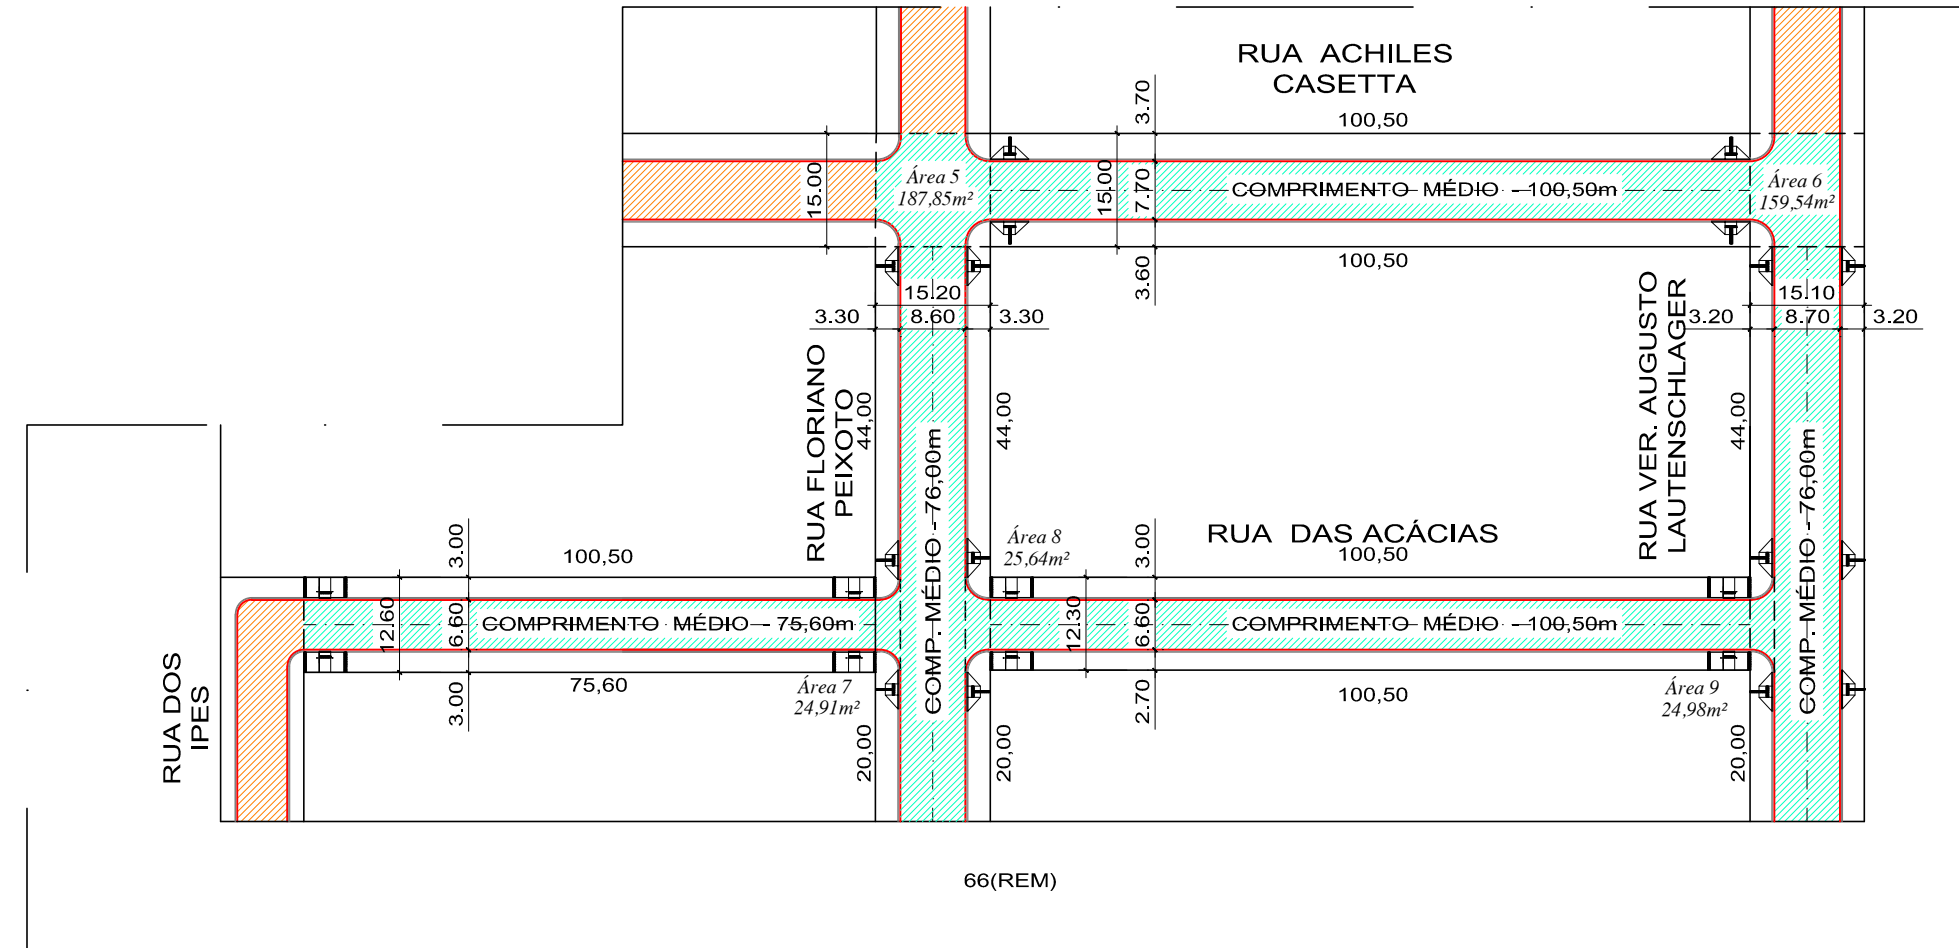 RUA ACHILES
CASETTA
3.70
100,50
15.00
15.00
7.70
Área 5
187,85m²
COMPRIMENTO MÉDIO - 100,50m
Área 6
159,54m²
3.60
100,50
15.20
3.30
8.60
3.30
15.10
3.20
8.70
3.20
RUA FLORIANO
PEIXOTO
44,00
44,00
COMP. MÉDIO - 76,00m
RUA VER. AUGUSTO
LAUTENSCHLAGER
44,00
COMP. MÉDIO - 76,00m
3.00
100,50
Área 8
25,64m²
3.00
RUA DAS ACÁCIAS
100,50
12.60
6.60
COMPRIMENTO MÉDIO - 75,60m
12.30
6.60
COMPRIMENTO MÉDIO - 100,50m
RUA DOS
IPES
3.00
75,60
Área 7
24,91m²
20,00
20,00
2.70
100,50
Área 9
24,98m²
20,00
66(REM)